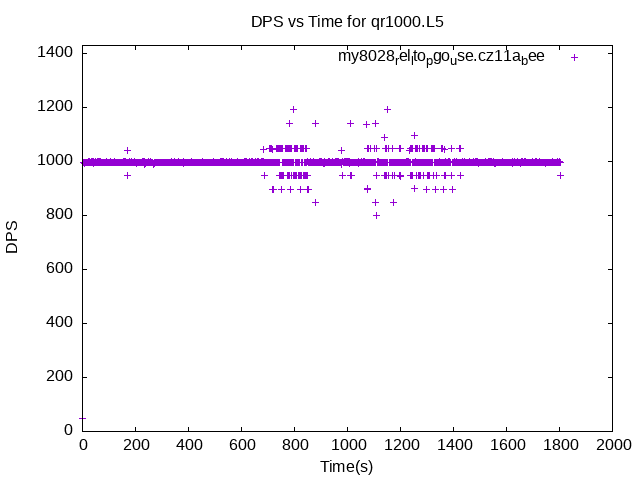 DPS vs Time for qr1000.L5
my8028relltopgouse.cz11abee
1400
1200
1000
800
600
400
200
0
DPS
0 200 400 600 800 1000 1200 1400 1600 1800 2000
Time(s)